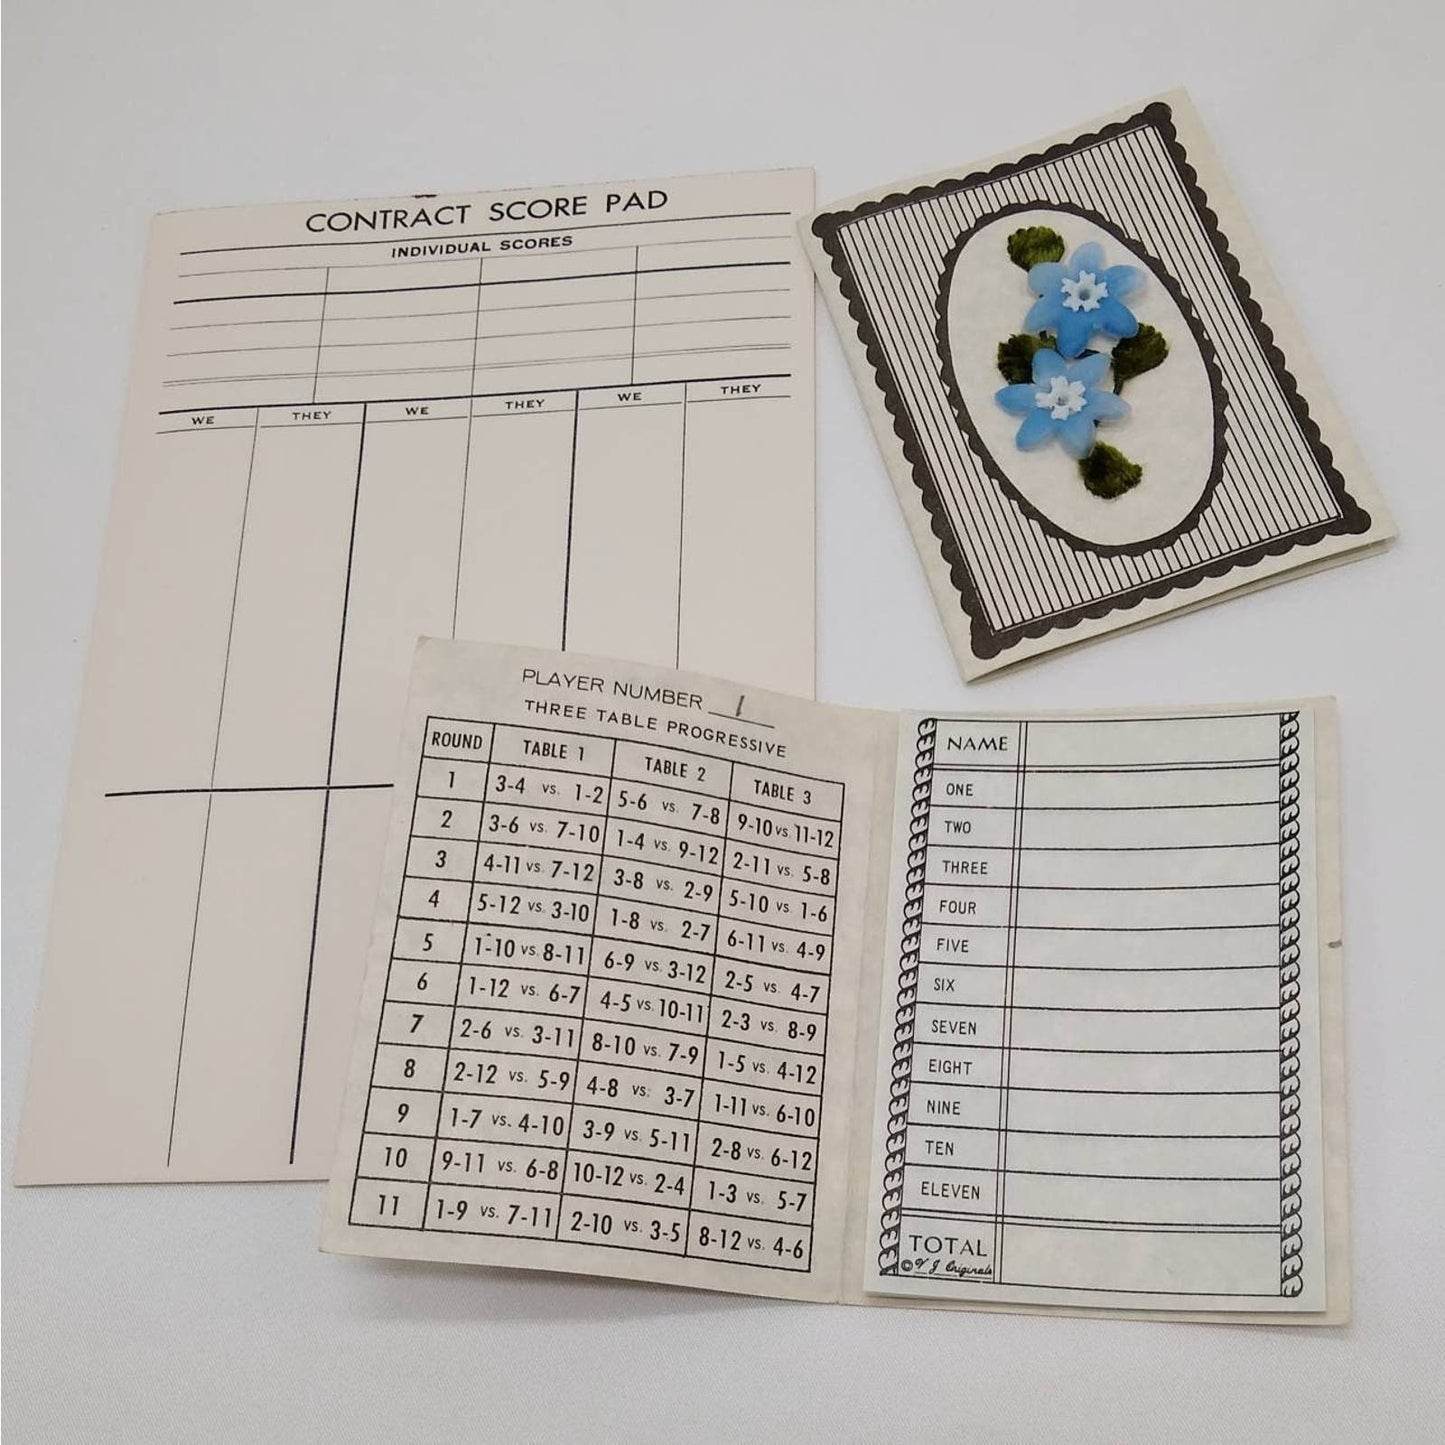 CONTRACT SCORE PAD
INDIVIDUAL SCORES
WE THEY WE THEY WE THEY
PLAYER NUMBER 1
THREE TABLE PROGRESSIVE
ROUND TABLE 1 TABLE 2 TABLE 3
1 3-4 vs. 1-2 5-6 vs. 7-8 9-10 vs. 11-12
2 3-6 vs. 7-10 1-4 vs. 9-12 2-11 vs. 5-8
3 4-11 vs. 7-12 3-8 vs. 2-9 5-10 vs. 1-6
4 5-12 vs. 3-10 1-8 vs. 2-7 6-11 vs. 4-9
5 1-10 vs. 8-11 6-9 vs. 3-12 2-5 vs. 4-7
6 1-12 vs. 6-7 4-5 vs. 10-11 2-3 vs. 8-9
7 2-6 vs. 3-11 8-10 vs. 7-9 1-5 vs. 4-12
8 2-12 vs. 5-9 4-8 vs. 3-7 1-11 vs. 6-10
9 1-7 vs. 4-10 3-9 vs. 5-11 2-8 vs. 6-12
10 9-11 vs. 6-8 10-12 vs. 2-4 1-3 vs. 5-7
11 1-9 vs. 7-11 2-10 vs. 3-5 8-12 vs. 4-6
NAME
ONE
TWO
THREE
FOUR
FIVE
SIX
SEVEN
EIGHT
NINE
TEN
ELEVEN
TOTAL
© V J Originals